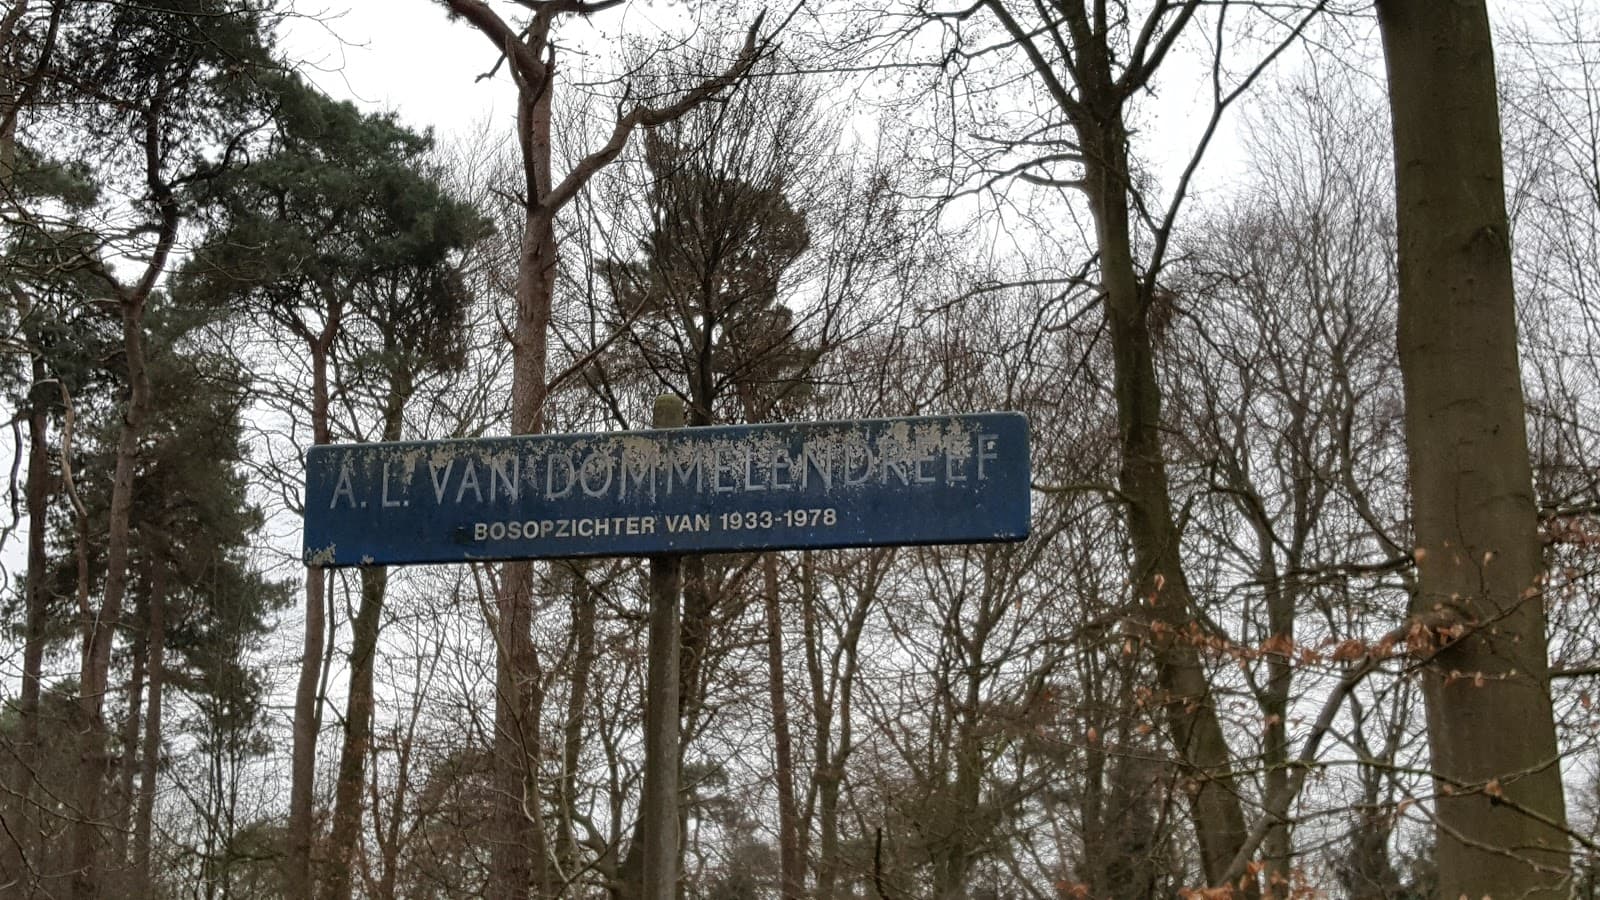 A. L. VAN DOMMELENDREEF
BOSOPZICHTER VAN 1933-1978